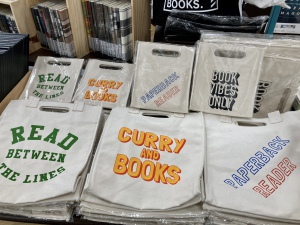 BOOKS.
READ
BETWEEN
THE LINES
CURRY
AND
BOOKS
PAPERBACK
READER
BOOK
VIBES
ONLY
READ
BETWEEN
THE LINES
CURRY
AND
BOOKS
PAPERBACK
READER